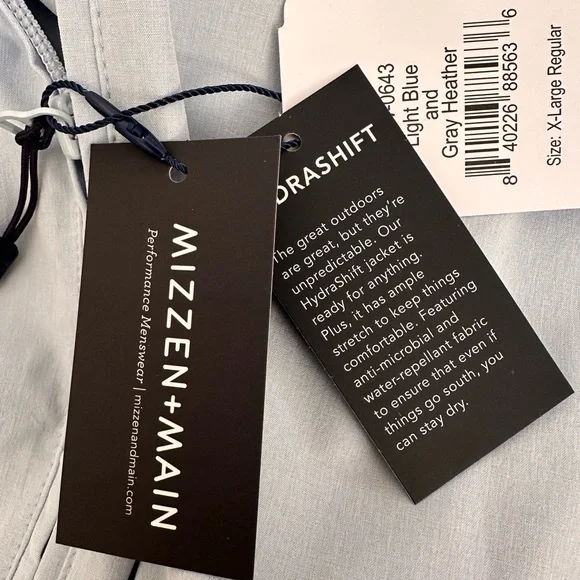 MIZZEN+MAIN
Performance Menswear | mizzenandmain.com
DRASHIFT
The great outdoors
are great, but they're
unpredictable. Our
HydraShift jacket is
ready for anything.
Plus, it has ample
stretch to keep things
comfortable. Featuring
anti-microbial and
water-repellant fabric
to ensure that even if
things go south, you
can stay dry.
0643
Light Blue
and
Gray Heather
8 40226 88563 6
Size: X-Large Regular